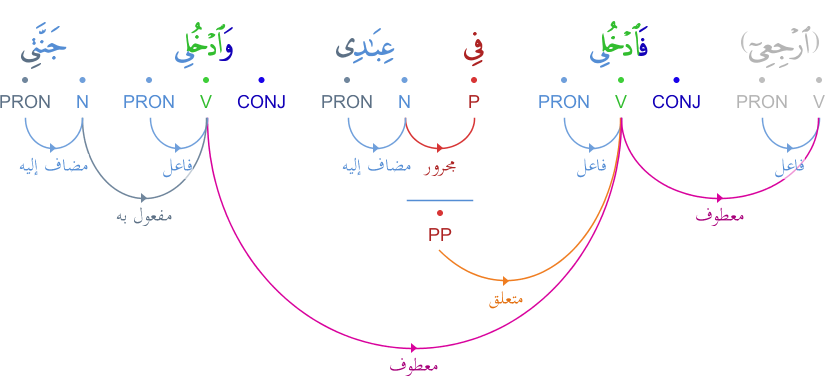 (ٱرْجِعِىٓ) فَٱدْخُلِى فِى عِبَـٰدِى وَٱدْخُلِى جَنَّتِى
PRON N PRON V CONJ PRON N P PRON V CONJ PRON V
مضاف إليه فاعل مضاف إليه مجرور فاعل فاعل
مفعول به معطوف
PP
متعلق
معطوف